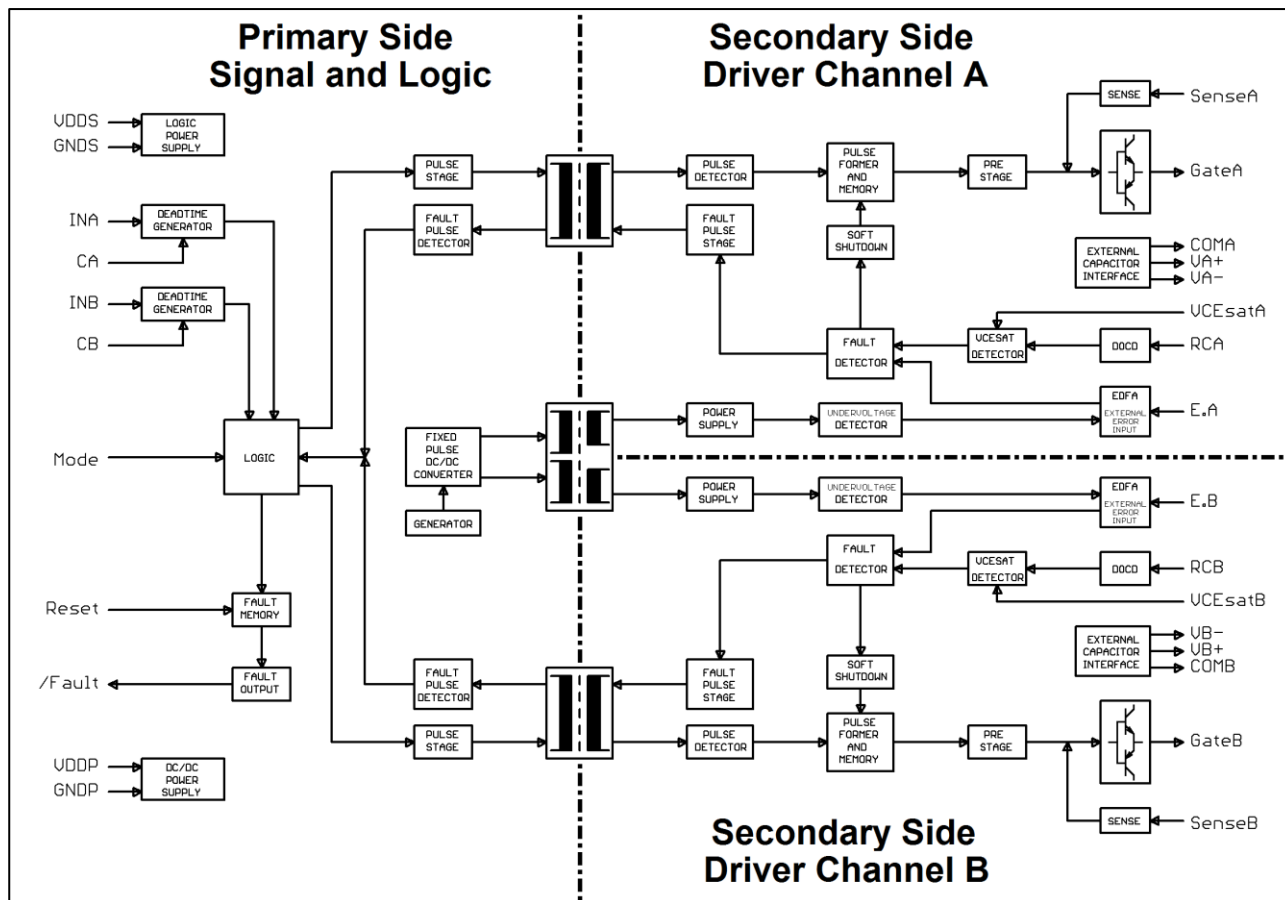 Primary Side
Signal and Logic
Secondary Side
Driver Channel A
VDDS
GNDS
LOGIC
POWER
SUPPLY
INA
DEADTIME
GENERATOR
CA
INB
DEADTIME
GENERATOR
CB
Mode
LOGIC
Reset
FAULT
MEMORY
/Fault
FAULT
OUTPUT
VDDP
GNDP
DC/DC
POWER
SUPPLY
PULSE
STAGE
FAULT
PULSE
DETECTOR
FIXED
PULSE
DC/DC
CONVERTER
GENERATOR
FAULT
PULSE
DETECTOR
PULSE
STAGE
SENSE
SenseA
PULSE
DETECTOR
PULSE
FORMER
AND
MEMORY
PRE
STAGE
GateA
FAULT
PULSE
STAGE
SOFT
SHUTDOWN
EXTERNAL
CAPACITOR
INTERFACE
COMA
VA+
VA-
VCEsatA
FAULT
DETECTOR
VCESAT
DETECTOR
DOCD
RCA
POWER
SUPPLY
UNDERVOLTAGE
DETECTOR
EDFA
EXTERNAL
ERROR
INPUT
E.A
POWER
SUPPLY
UNDERVOLTAGE
DETECTOR
EDFA
EXTERNAL
ERROR
INPUT
E.B
FAULT
DETECTOR
VCESAT
DETECTOR
DOCD
RCB
VCEsatB
FAULT
PULSE
STAGE
SOFT
SHUTDOWN
EXTERNAL
CAPACITOR
INTERFACE
VB-
VB+
COMB
PULSE
DETECTOR
PULSE
FORMER
AND
MEMORY
PRE
STAGE
GateB
SENSE
SenseB
Secondary Side
Driver Channel B